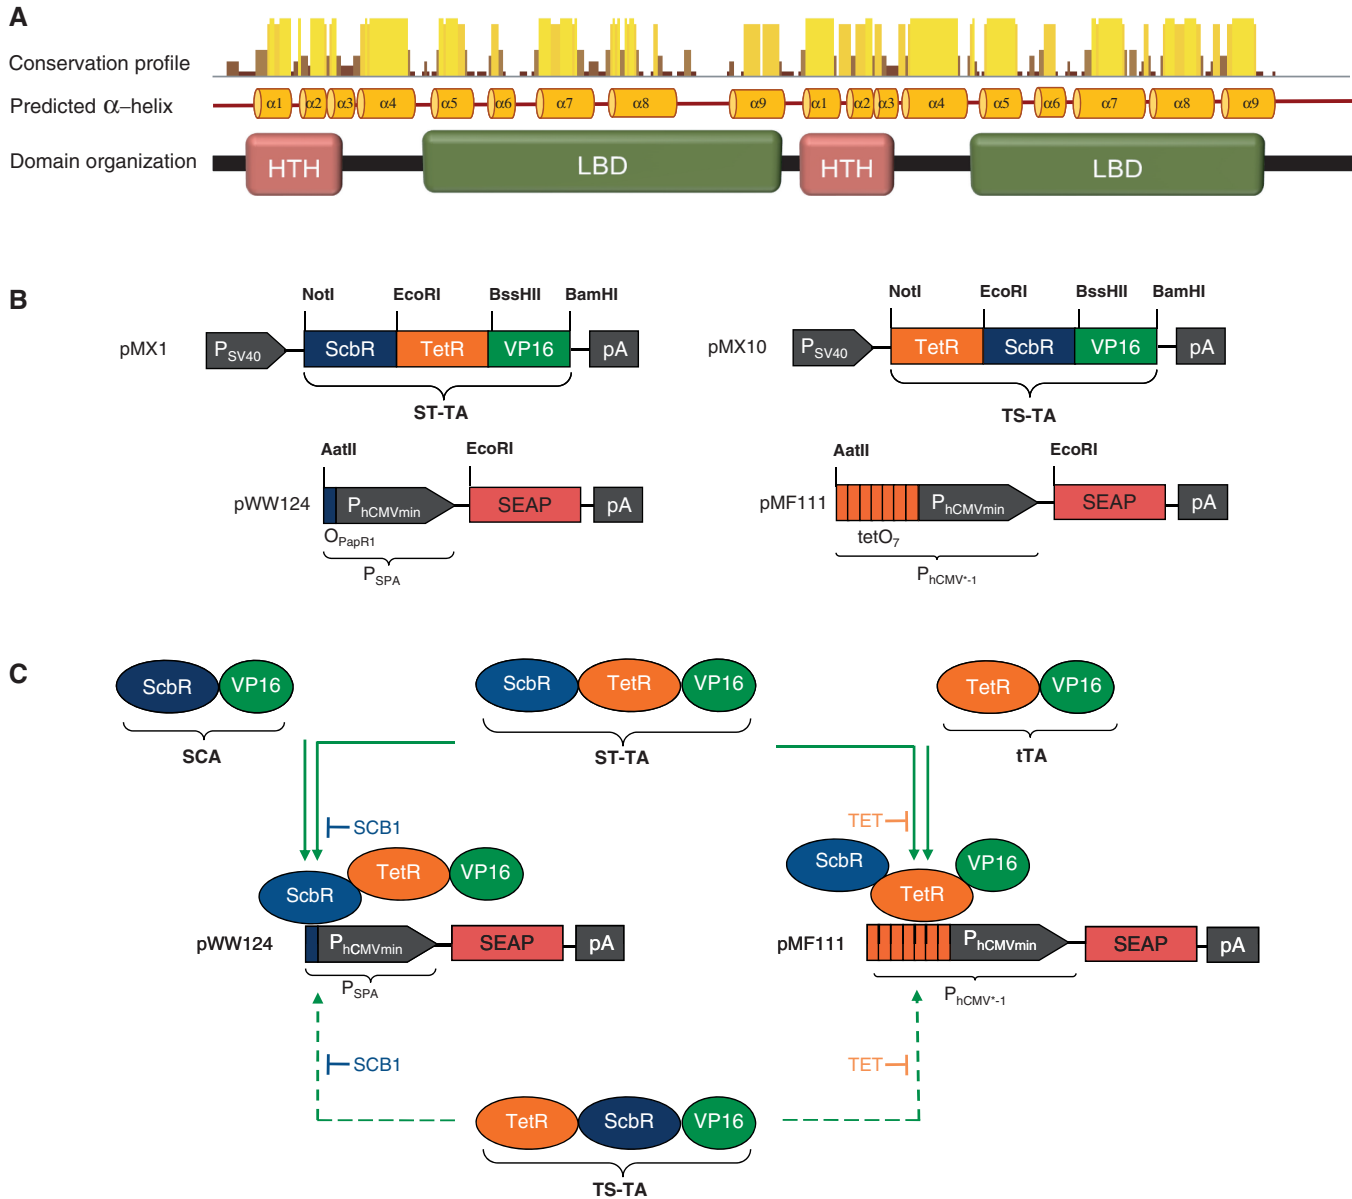 A
Conservation profile
Predicted α–helix
α1 α2 α3 α4 α5 α6 α7 α8 α9 α1 α2 α3 α4 α5 α6 α7 α8 α9
Domain organization
HTH LBD HTH LBD
B
NotI EcoRI BssHII BamHI
pMX1 PSV40 ScbR TetR VP16 pA
ST-TA
NotI EcoRI BssHII BamHI
pMX10 PSV40 TetR ScbR VP16 pA
TS-TA
AatII EcoRI
pWW124 PhCMVmin SEAP pA
OPapR1
PSPA
AatII EcoRI
pMF111 PhCMVmin SEAP pA
tetO7
PhCMV*-1
C
ScbR VP16
SCA
ScbR TetR VP16
ST-TA
TetR VP16
tTA
SCB1
TET
ScbR TetR VP16
ScbR TetR VP16
pWW124 PhCMVmin SEAP pA
PSPA
pMF111 PhCMVmin SEAP pA
PhCMV*-1
SCB1
TET
TetR ScbR VP16
TS-TA